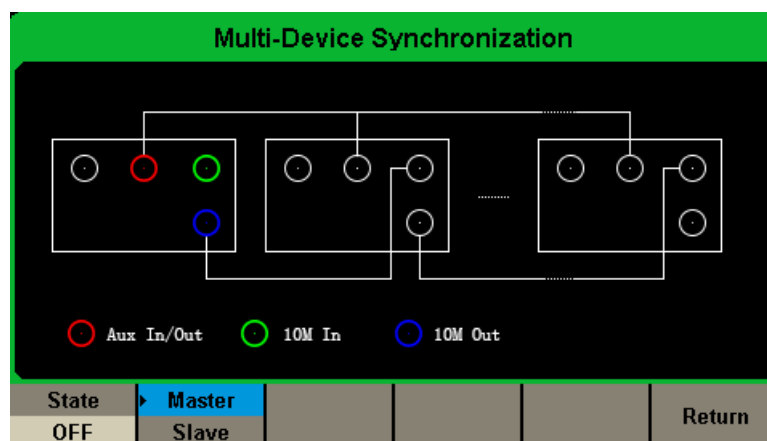 Multi-Device Synchronization
Aux In/Out 10M In 10M Out
State Master
OFF Slave Return